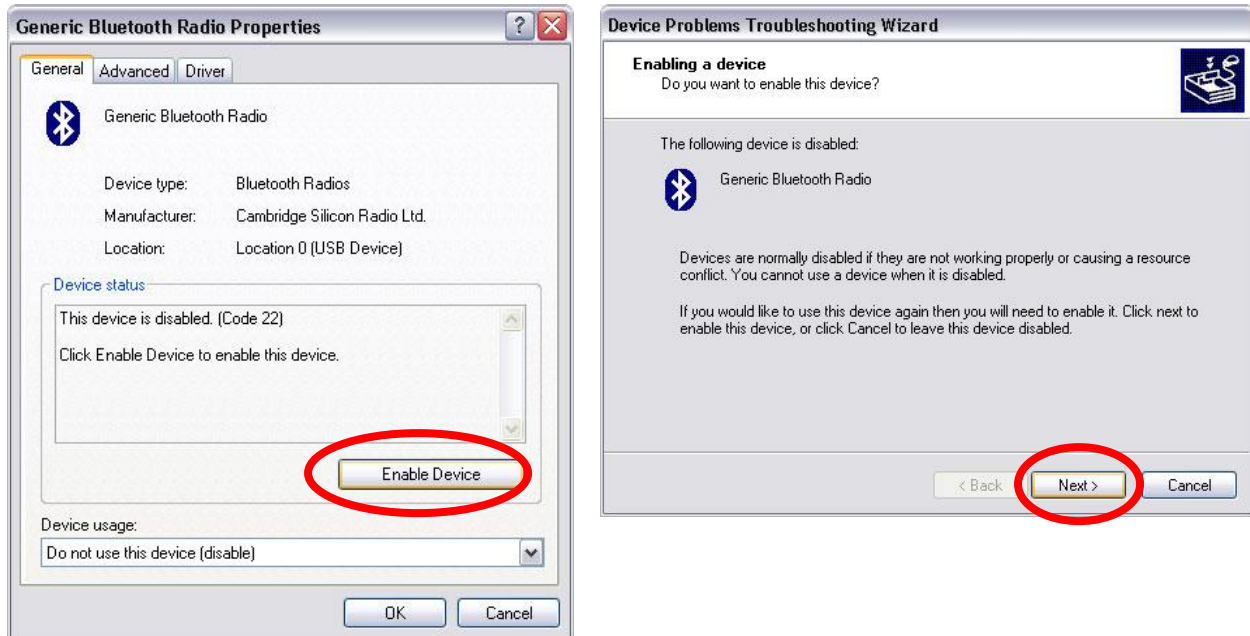 Generic Bluetooth Radio Properties
General Advanced Driver
Generic Bluetooth Radio
Device type: Bluetooth Radios
Manufacturer: Cambridge Silicon Radio Ltd.
Location: Location 0 (USB Device)
Device status
This device is disabled. (Code 22)
Click Enable Device to enable this device.
Enable Device
Device usage:
Do not use this device (disable)
OK Cancel
Device Problems Troubleshooting Wizard
Enabling a device
Do you want to enable this device?
The following device is disabled:
Generic Bluetooth Radio
Devices are normally disabled if they are not working properly or causing a resource
conflict. You cannot use a device when it is disabled.
If you would like to use this device again then you will need to enable it. Click next to
enable this device, or click Cancel to leave this device disabled.
< Back Next > Cancel